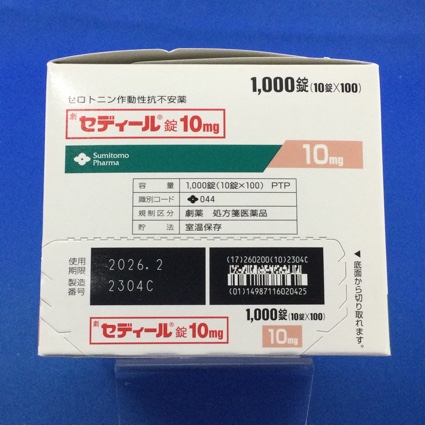 1,000錠(10錠×100)
セロトニン作動性抗不安薬
劇 セディール®錠10mg
Sumitomo
Pharma
10mg
容量 1,000錠(10錠×100) PTP
識別コード 044
規制区分 劇薬 処方箋医薬品
貯法 室温保存
使用
期限 2026.2
製造
番号 2304C
(17)260200(10)2304C
(01)14987116020425
◀底面から切り取れます。
劇 セディール®錠10mg
1,000錠(10錠×100)
10mg